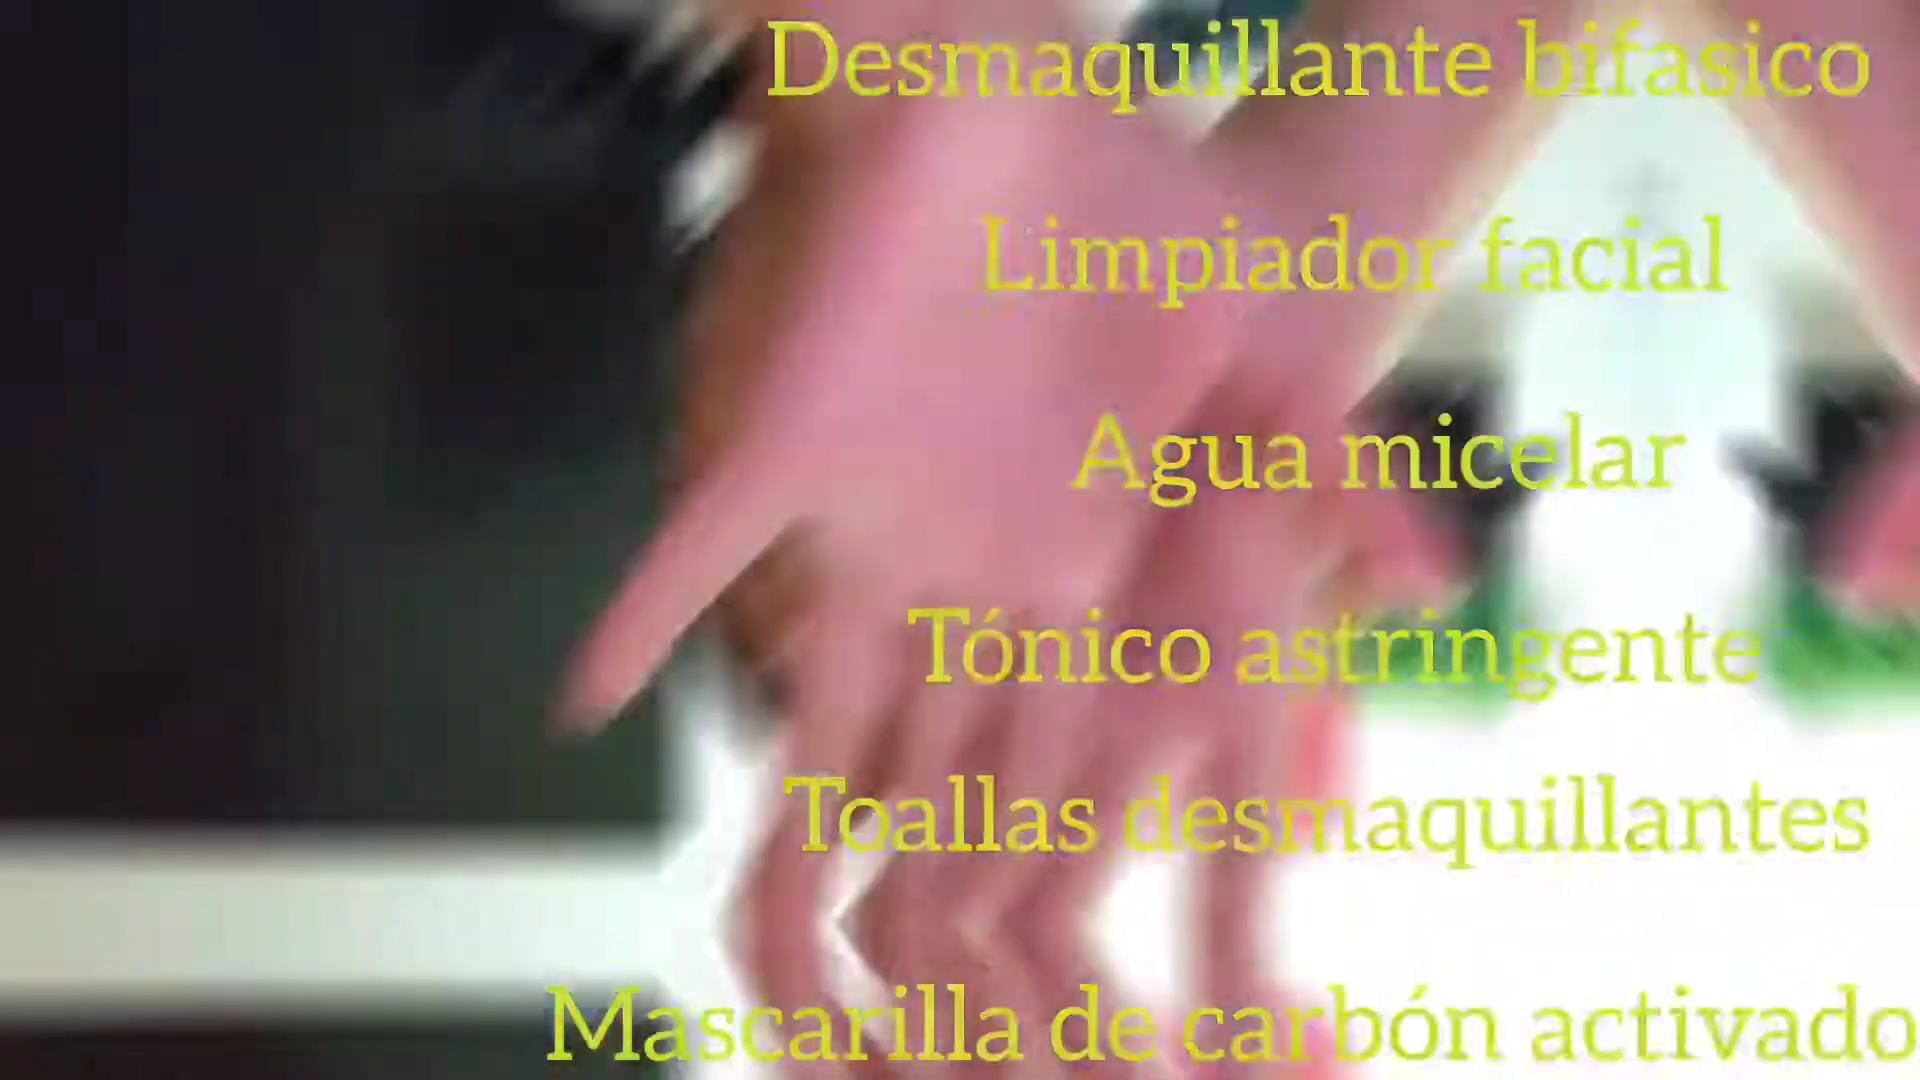 Desmaquillante bifasico
Limpiador facial
Agua micelar
Tónico astringente
Toallas desmaquillantes
Mascarilla de carbón activado